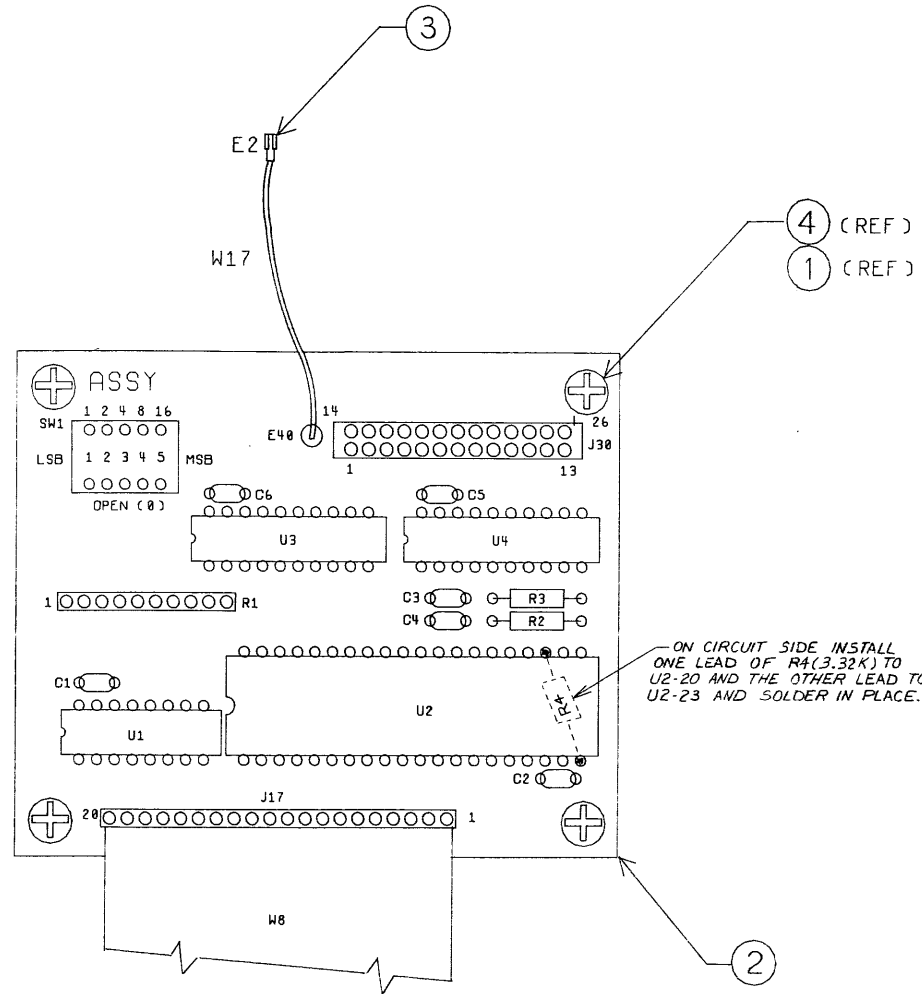 3
E2
4 (REF)
W17
1 (REF)
ASSY
1 2 4 8 16
14
26
SW1
E40
J30
LSB 1 2 3 4 5 MSB
1 13
OPEN (0)
C6
C5
U3
U4
1 R1
C3 R3
C4 R2
ON CIRCUIT SIDE INSTALL
ONE LEAD OF R4(3.32K) TO
U2-20 AND THE OTHER LEAD TO
U2-23 AND SOLDER IN PLACE.
C1
R4
U2
U1
C2
J17
20 1
W8
2